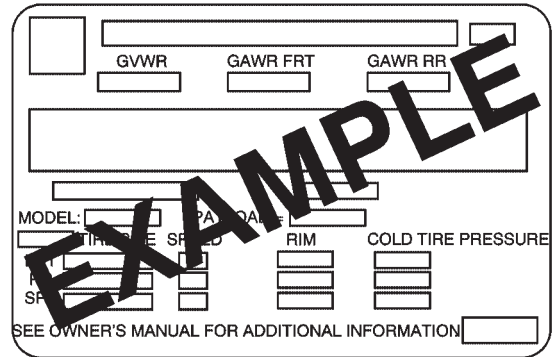 GVWR GAWR FRT GAWR RR
EXAMPLE
MODEL:
RIM COLD TIRE PRESSURE
SEE OWNER'S MANUAL FOR ADDITIONAL INFORMATION